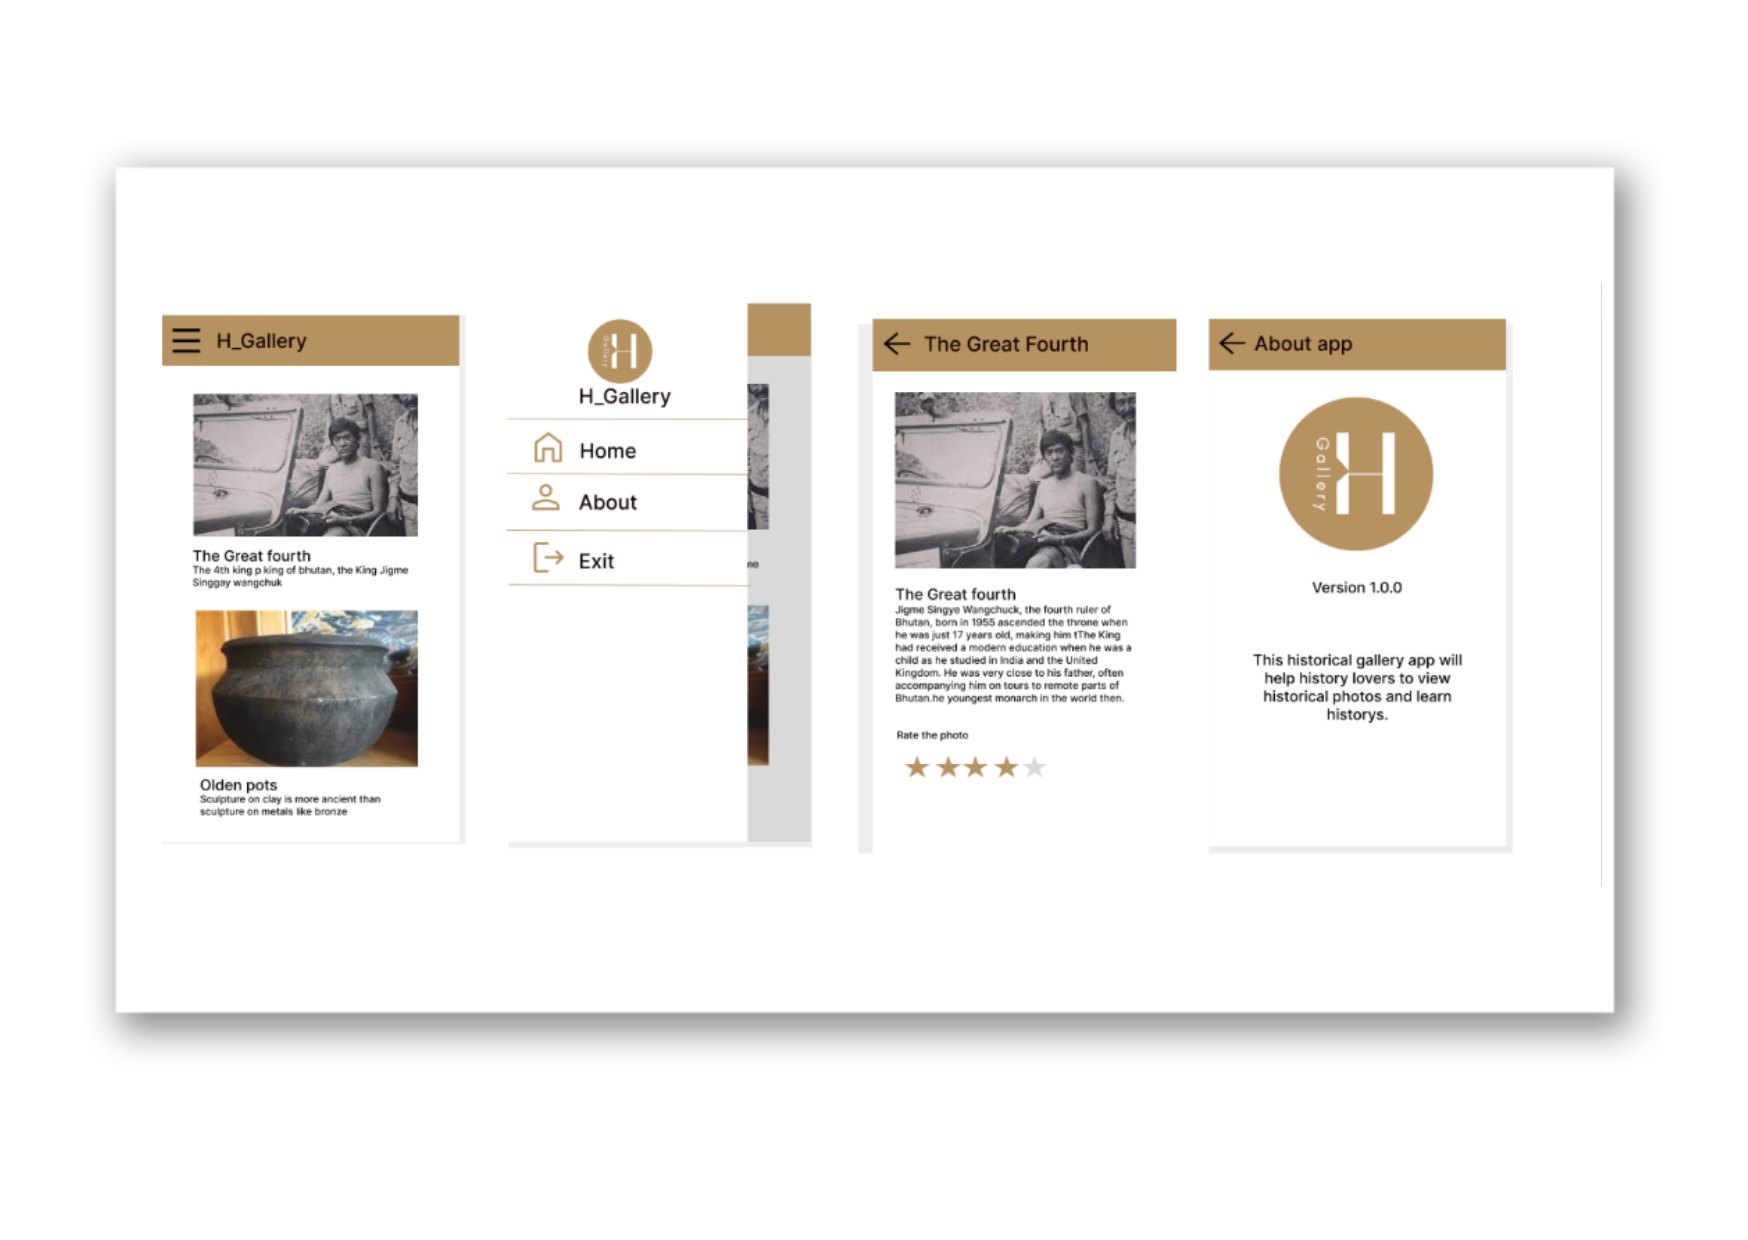 H_Gallery
The Great fourth
The 4th king p king of bhutan, the King Jigme
Singgay wangchuk
Olden pots
Sculpture on clay is more ancient than
sculpture on metals like bronze
H
Gallery
H_Gallery
Home
About
Exit
me
The Great Fourth
The Great fourth
Jigme Singye Wangchuck, the fourth ruler of
Bhutan, born in 1955 ascended the throne when
he was just 17 years old, making him tThe King
had received a modern education when he was a
child as he studied in India and the United
Kingdom. He was very close to his father, often
accompanying him on tours to remote parts of
Bhutan.he youngest monarch in the world then.
Rate the photo
About app
H
Gallery
Version 1.0.0
This historical gallery app will
help history lovers to view
historical photos and learn
historys.